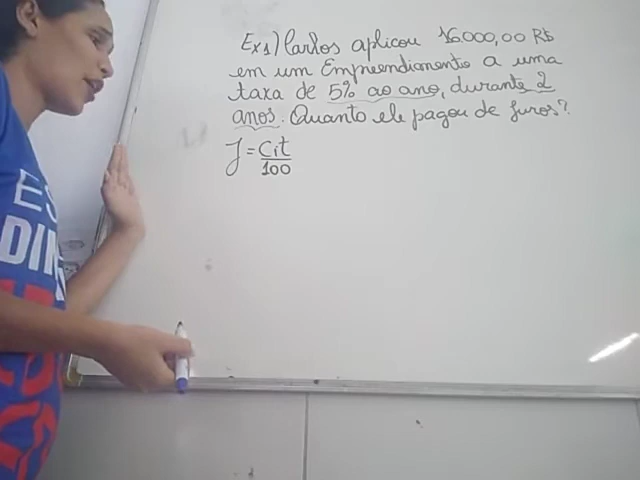 Ex1) Carlos aplicou 16.000,00 R$
em um Empreendimento a uma
taxa de 5% ao ano, durante 2
anos. Quanto ele pagou de juros?
J = Cit
100